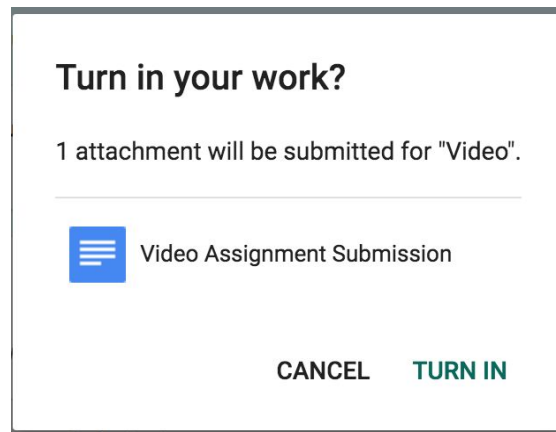 Turn in your work?
1 attachment will be submitted for "Video".
Video Assignment Submission
CANCEL TURN IN